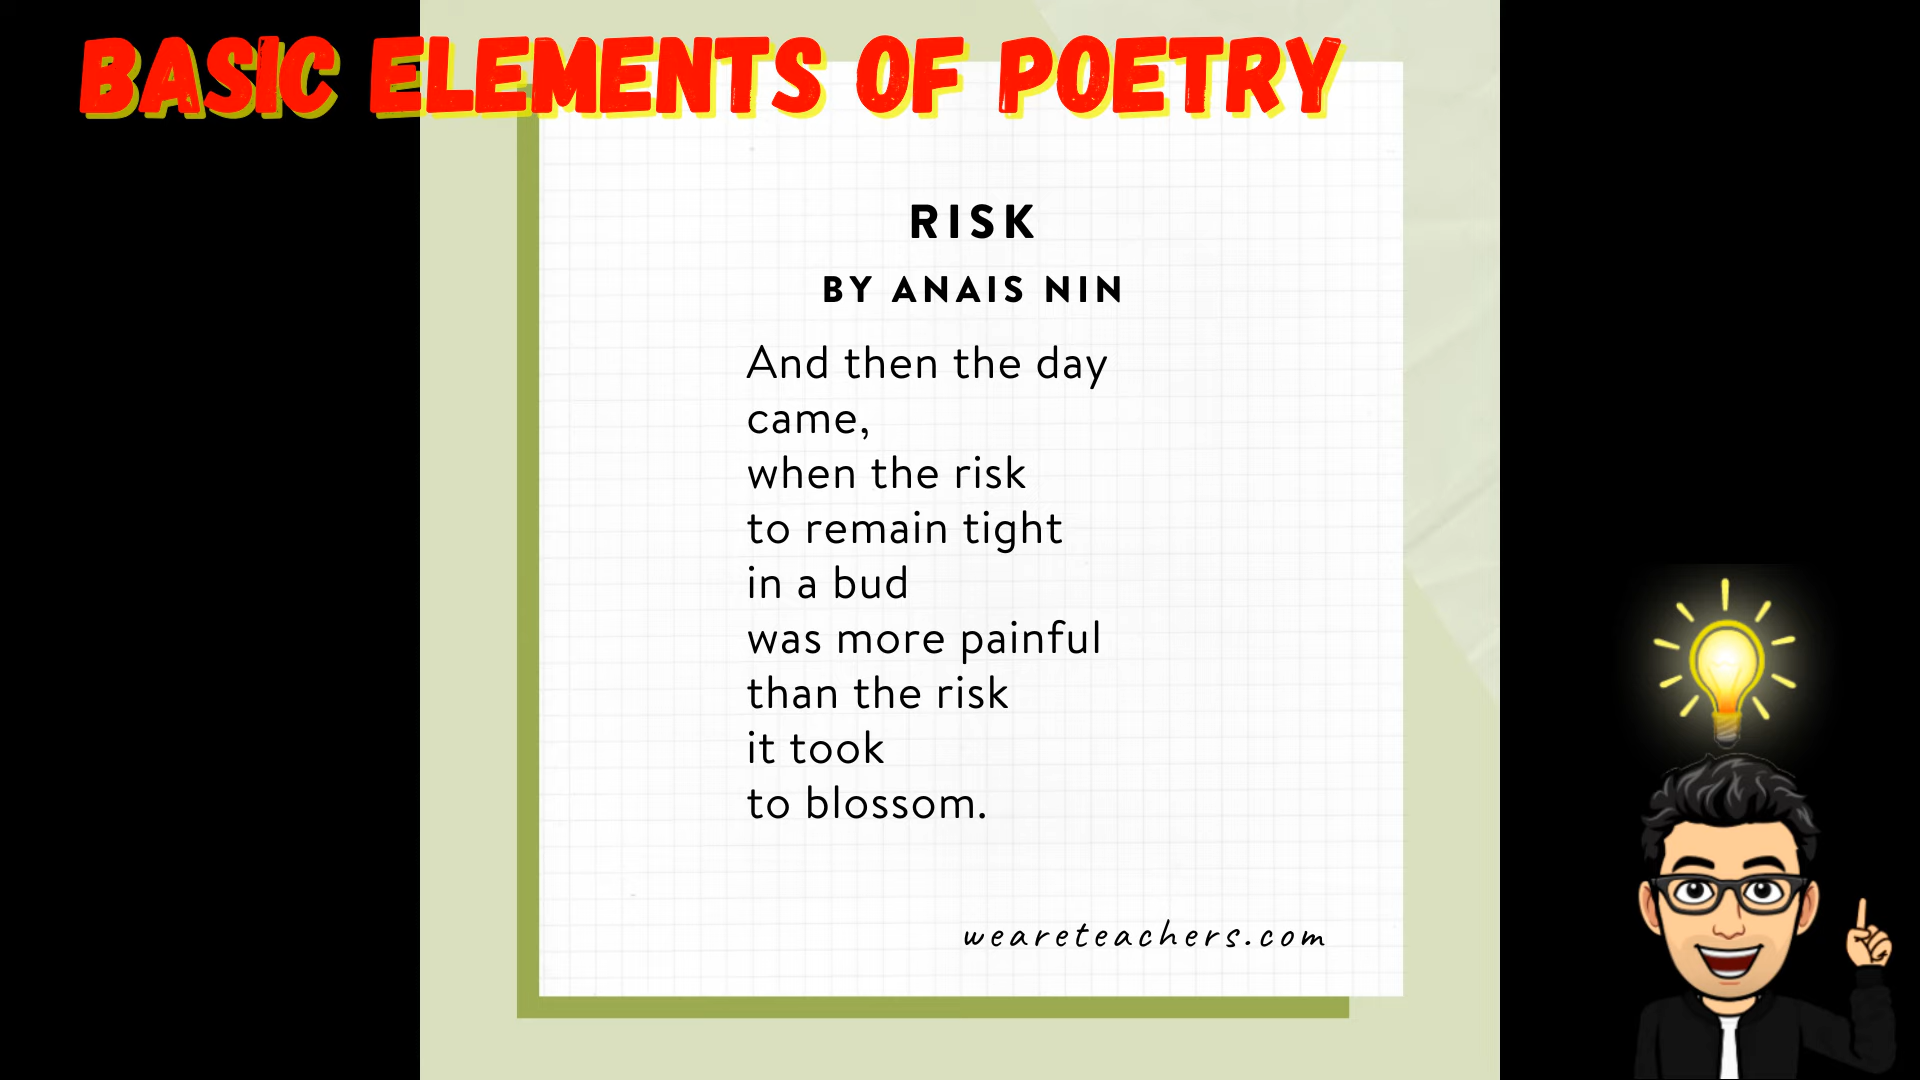 BASIC ELEMENTS OF POETRY
RISK
BY ANAIS NIN
And then the day
came,
when the risk
to remain tight
in a bud
was more painful
than the risk
it took
to blossom.
weareteachers.com